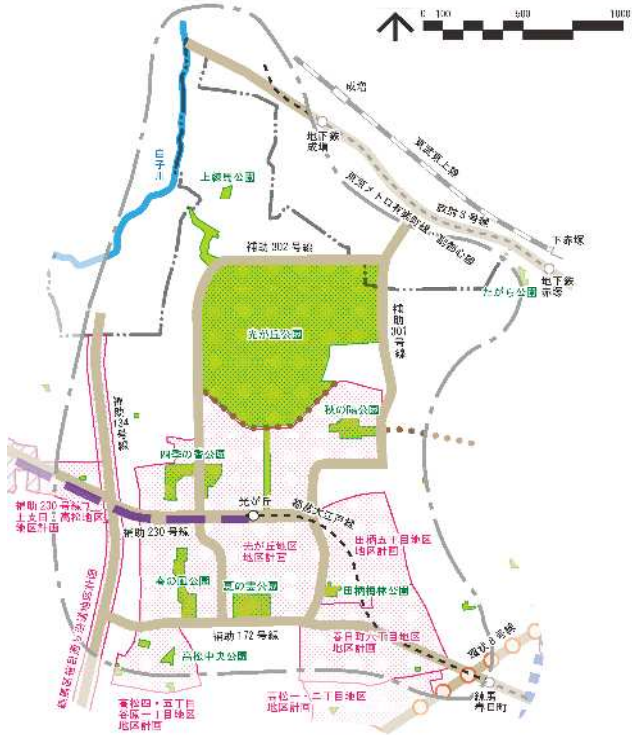 0 100 500 1000
成増
地下鉄
成増
東武東上線
白子川
上練馬公園
東京メトロ有楽町線・副都心線
放射8号線
下赤塚
地下鉄
赤塚
補助302号線
たがら公園
光が丘公園
補助301号線
補助134号線
秋の陽公園
四季の香公園
補助230号線
土支田・高松地区
地区計画
光が丘
都営大江戸線
補助230号線
光が丘地区
地区計画
田柄五丁目地区
地区計画
春の風公園
夏の雲公園
田柄梅林公園
補助172号線
春日町六丁目地区
地区計画
環状8号線
高松中央公園
練馬
春日町
高松四・五丁目
谷原一丁目地区
地区計画
高松一・二丁目地区
地区計画